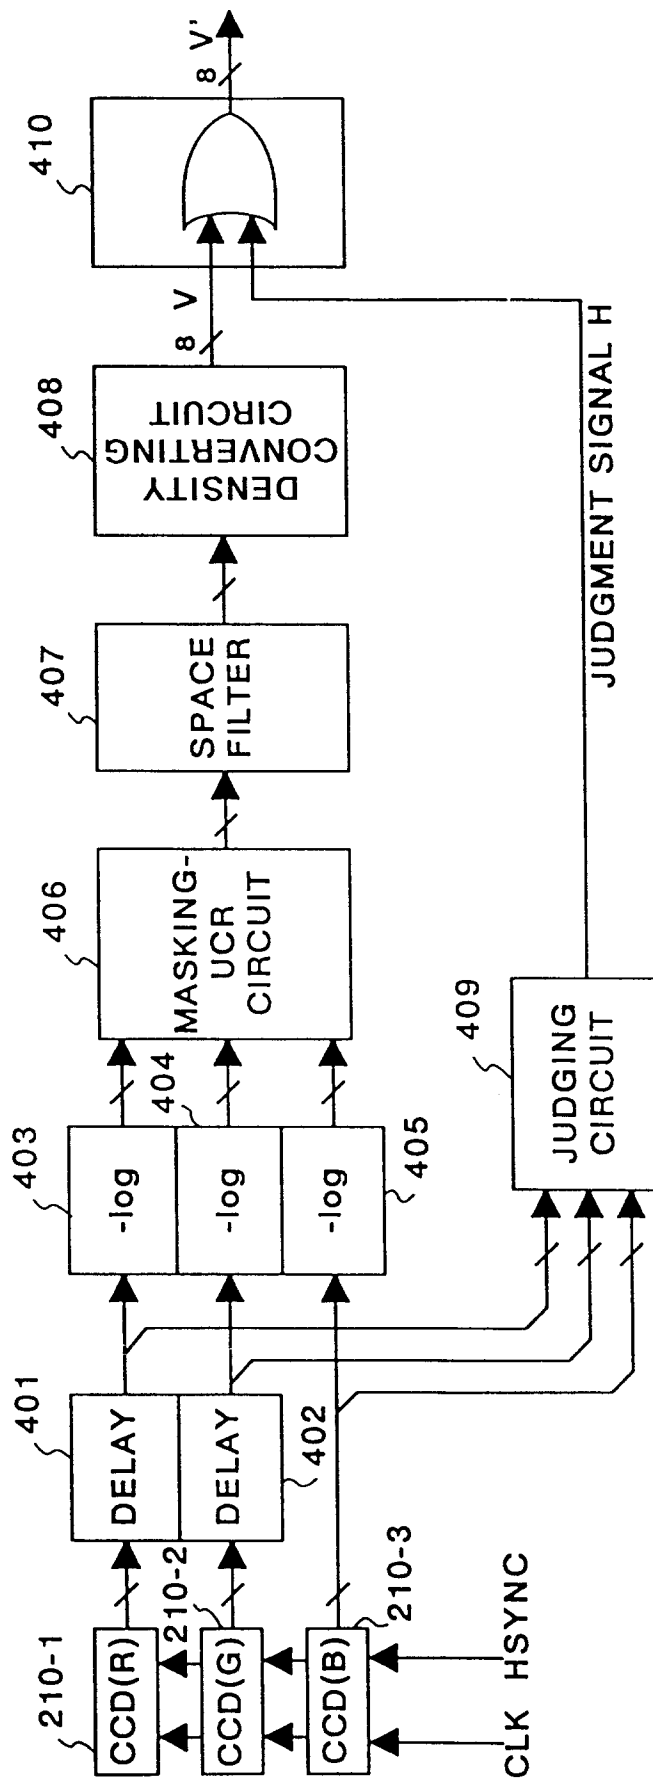 210-1
CCD(R)
210-2
CCD(G)
210-3
CCD(B)
CLK
HSYNC
401
DELAY
402
DELAY
403
-log
404
-log
405
-log
406
MASKING-
UCR
CIRCUIT
407
SPACE
FILTER
408
DENSITY
CONVERTING
CIRCUIT
409
JUDGING
CIRCUIT
JUDGMENT SIGNAL H
8
V
410
8
V'